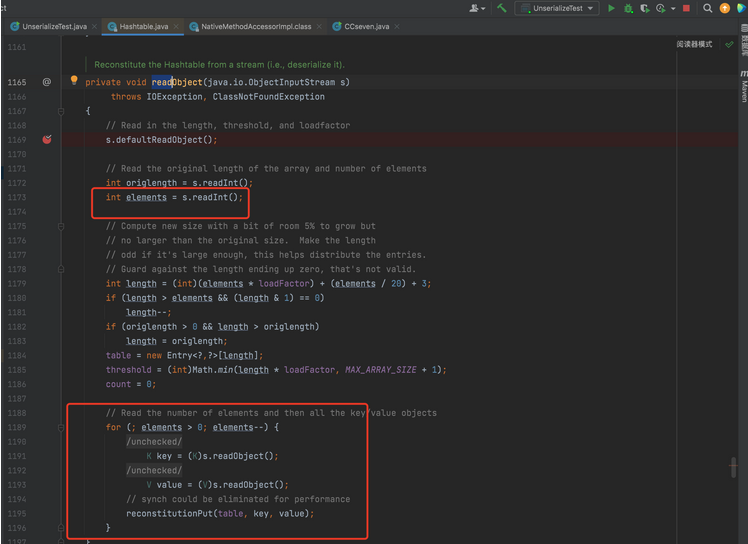 ct
UnserializeTest
UnserializeTest.java
Hashtable.java
NativeMethodAccessorImpl.class
CCseven.java
阅读器模式
数据库
Maven
1161
Reconstitute the Hashtable from a stream (i.e., deserialize it).
1165 @ private void readObject(java.io.ObjectInputStream s)
1166 throws IOException, ClassNotFoundException
1167 {
1168 // Read in the length, threshold, and loadfactor
1169 s.defaultReadObject();
1170
1171 // Read the original length of the array and number of elements
1172 int origlength = s.readInt();
1173 int elements = s.readInt();
1174
1175 // Compute new size with a bit of room 5% to grow but
1176 // no larger than the original size.  Make the length
1177 // odd if it's large enough, this helps distribute the entries.
1178 // Guard against the length ending up zero, that's not valid.
1179 int length = (int)(elements * loadFactor) + (elements / 20) + 3;
1180 if (length > elements && (length & 1) == 0)
1181 length--;
1182 if (origlength > 0 && length > origlength)
1183 length = origlength;
1184 table = new Entry<?,?>[length];
1185 threshold = (int)Math.min(length * loadFactor, MAX_ARRAY_SIZE + 1);
1186 count = 0;
1187
1188 // Read the number of elements and then all the key/value objects
1189 for (; elements > 0; elements--) {
1190 /unchecked/
1191 K key = (K)s.readObject();
1192 /unchecked/
1193 V value = (V)s.readObject();
1194 // synch could be eliminated for performance
1195 reconstitutionPut(table, key, value);
1196 }
1197 }